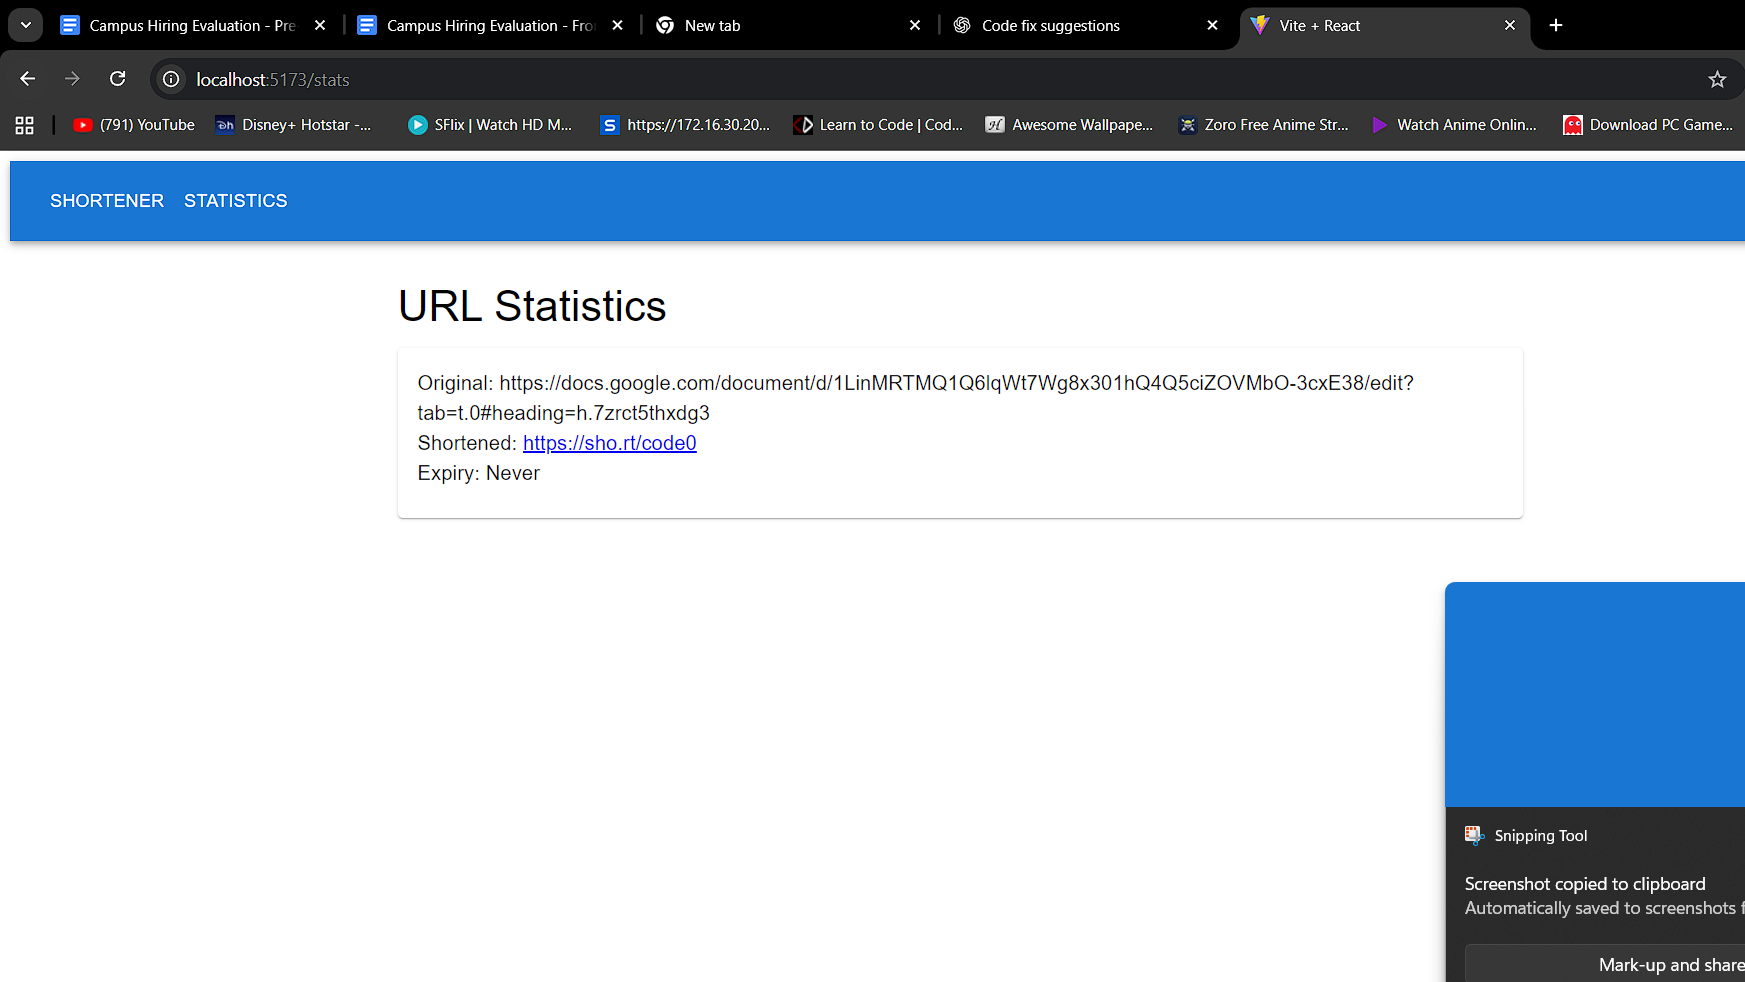 Campus Hiring Evaluation - Pre
Campus Hiring Evaluation - Fro
New tab
Code fix suggestions
Vite + React
localhost:5173/stats
(791) YouTube
Disney+ Hotstar -...
SFlix | Watch HD M...
https://172.16.30.20...
Learn to Code | Cod...
Awesome Wallpape...
Zoro Free Anime Str...
Watch Anime Onlin...
Download PC Game...
SHORTENER
STATISTICS
URL Statistics
Original: https://docs.google.com/document/d/1LinMRTMQ1Q6lqWt7Wg8x301hQ4Q5ciZOVMbO-3cxE38/edit?
tab=t.0#heading=h.7zrct5thxdg3
Shortened: https://sho.rt/code0
Expiry: Never
Snipping Tool
Screenshot copied to clipboard
Automatically saved to screenshots f
Mark-up and share